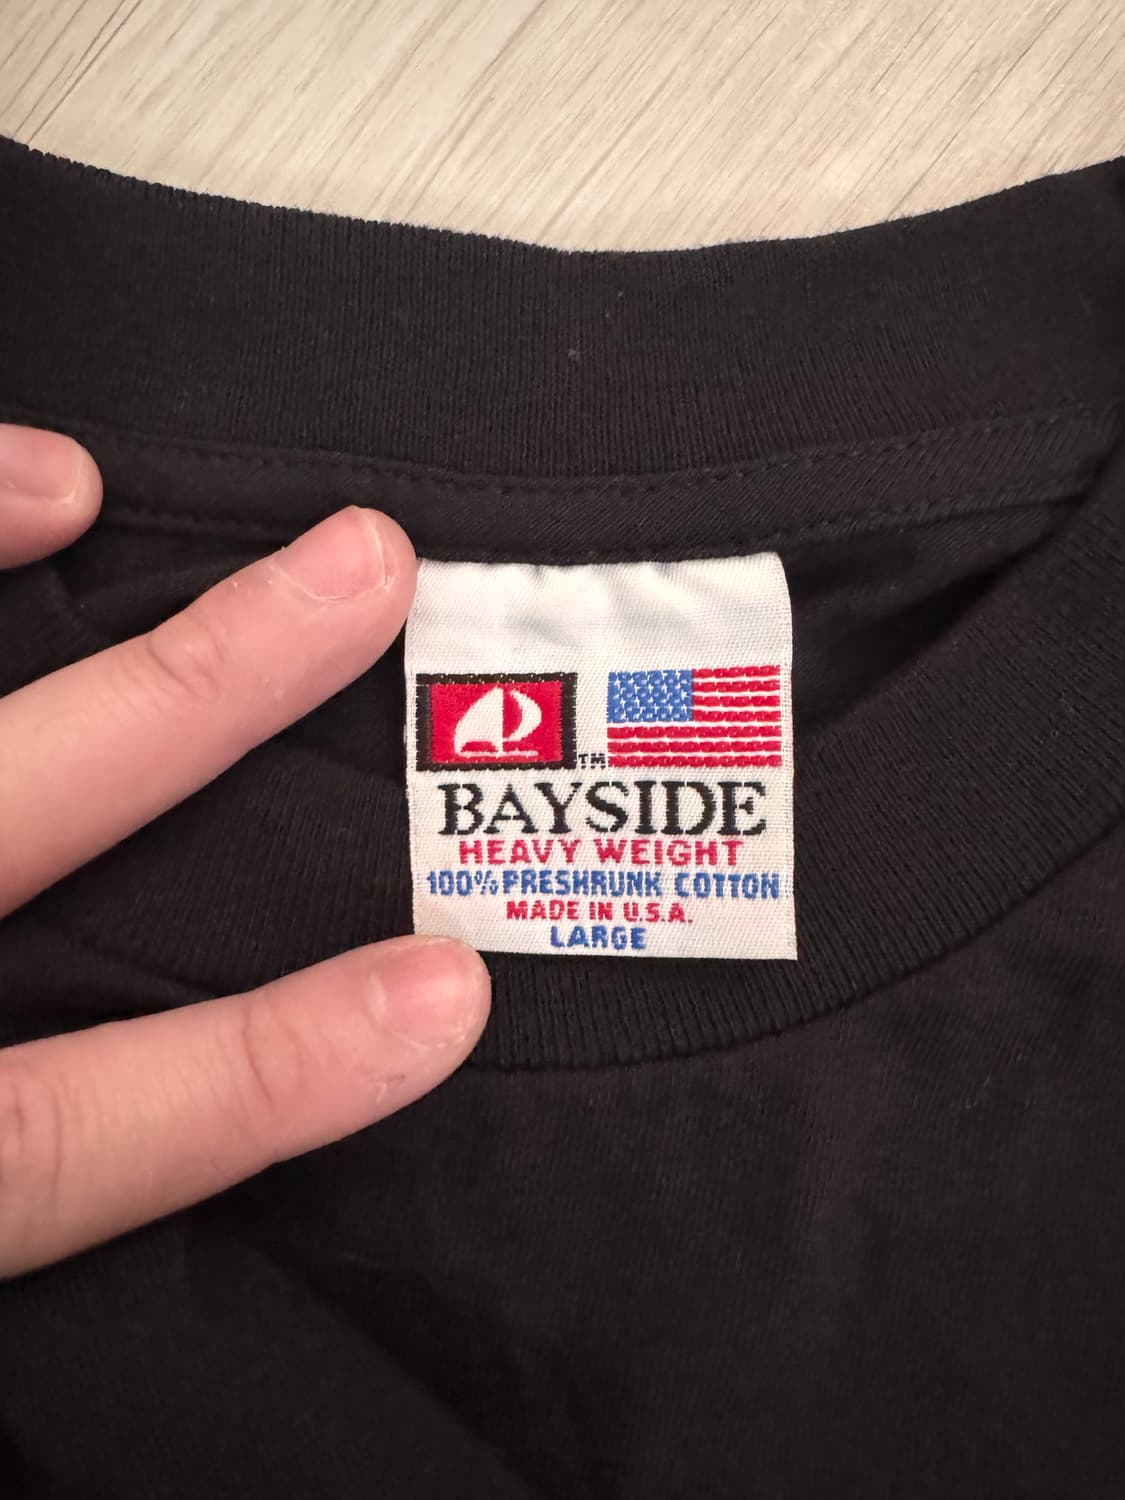 TM
BAYSIDE
HEAVY WEIGHT
100% PRESHRUNK COTTON
MADE IN U.S.A.
LARGE